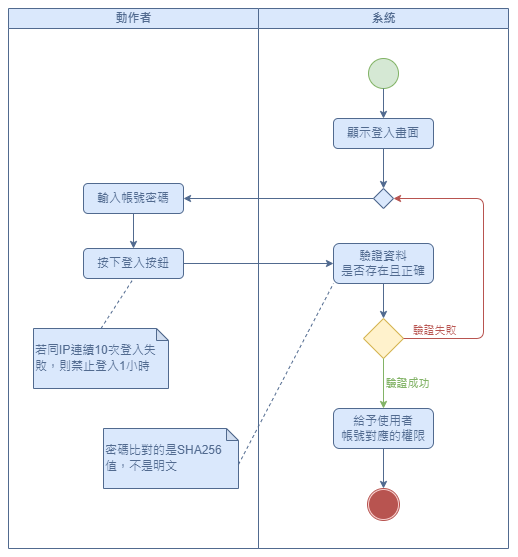 動作者
系統
顯示登入畫面
輸入帳號密碼
按下登入按鈕
驗證資料
是否存在且正確
驗證失敗
若同IP連續10次登入失
敗，則禁止登入1小時
驗證成功
給予使用者
帳號對應的權限
密碼比對的是SHA256
值，不是明文